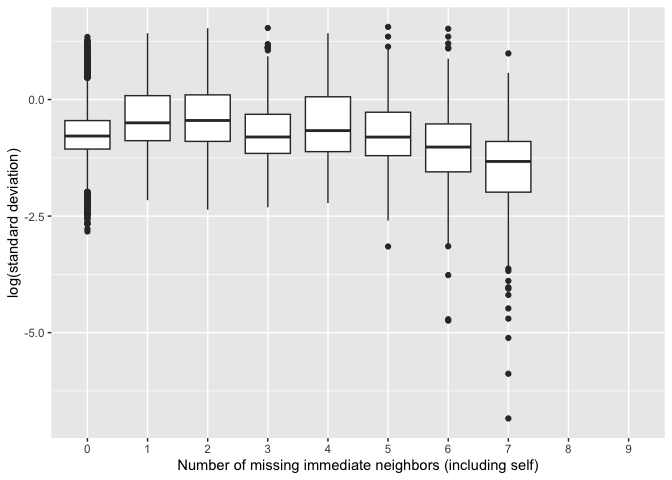 log(standard deviation)
0.0
-2.5
-5.0
0 1 2 3 4 5 6 7 8 9
Number of missing immediate neighbors (including self)